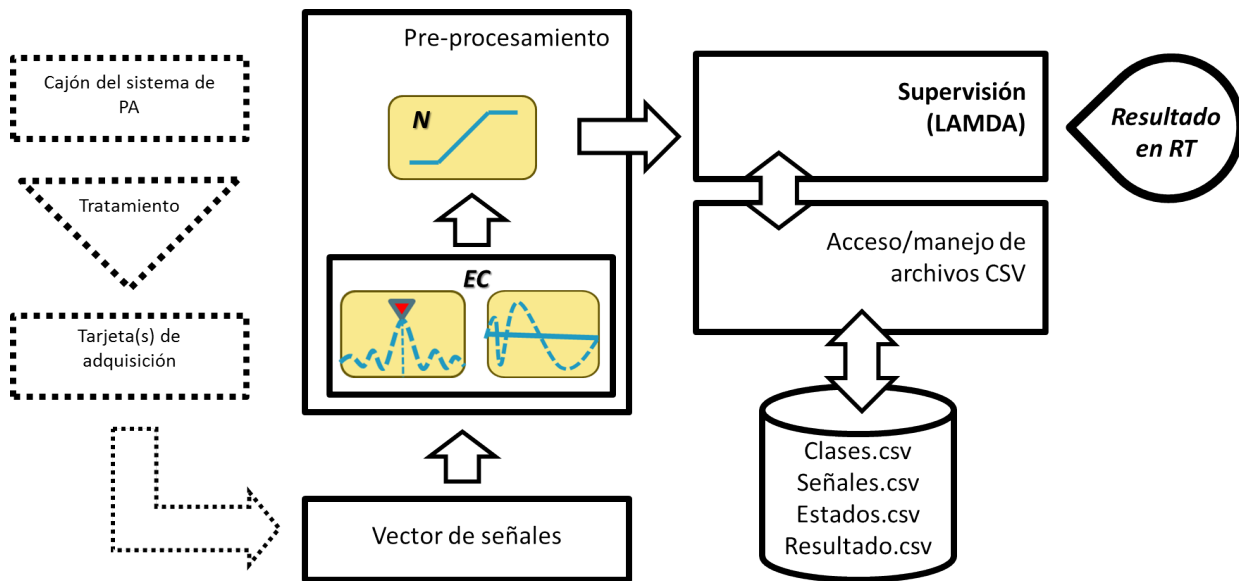 Cajón del sistema de
PA
Tratamiento
Tarjeta(s) de
adquisición
Pre-procesamiento
N
EC
Vector de señales
Supervisión
(LAMDA)
Resultado
en RT
Acceso/manejo de
archivos CSV
Clases.csv
Señales.csv
Estados.csv
Resultado.csv